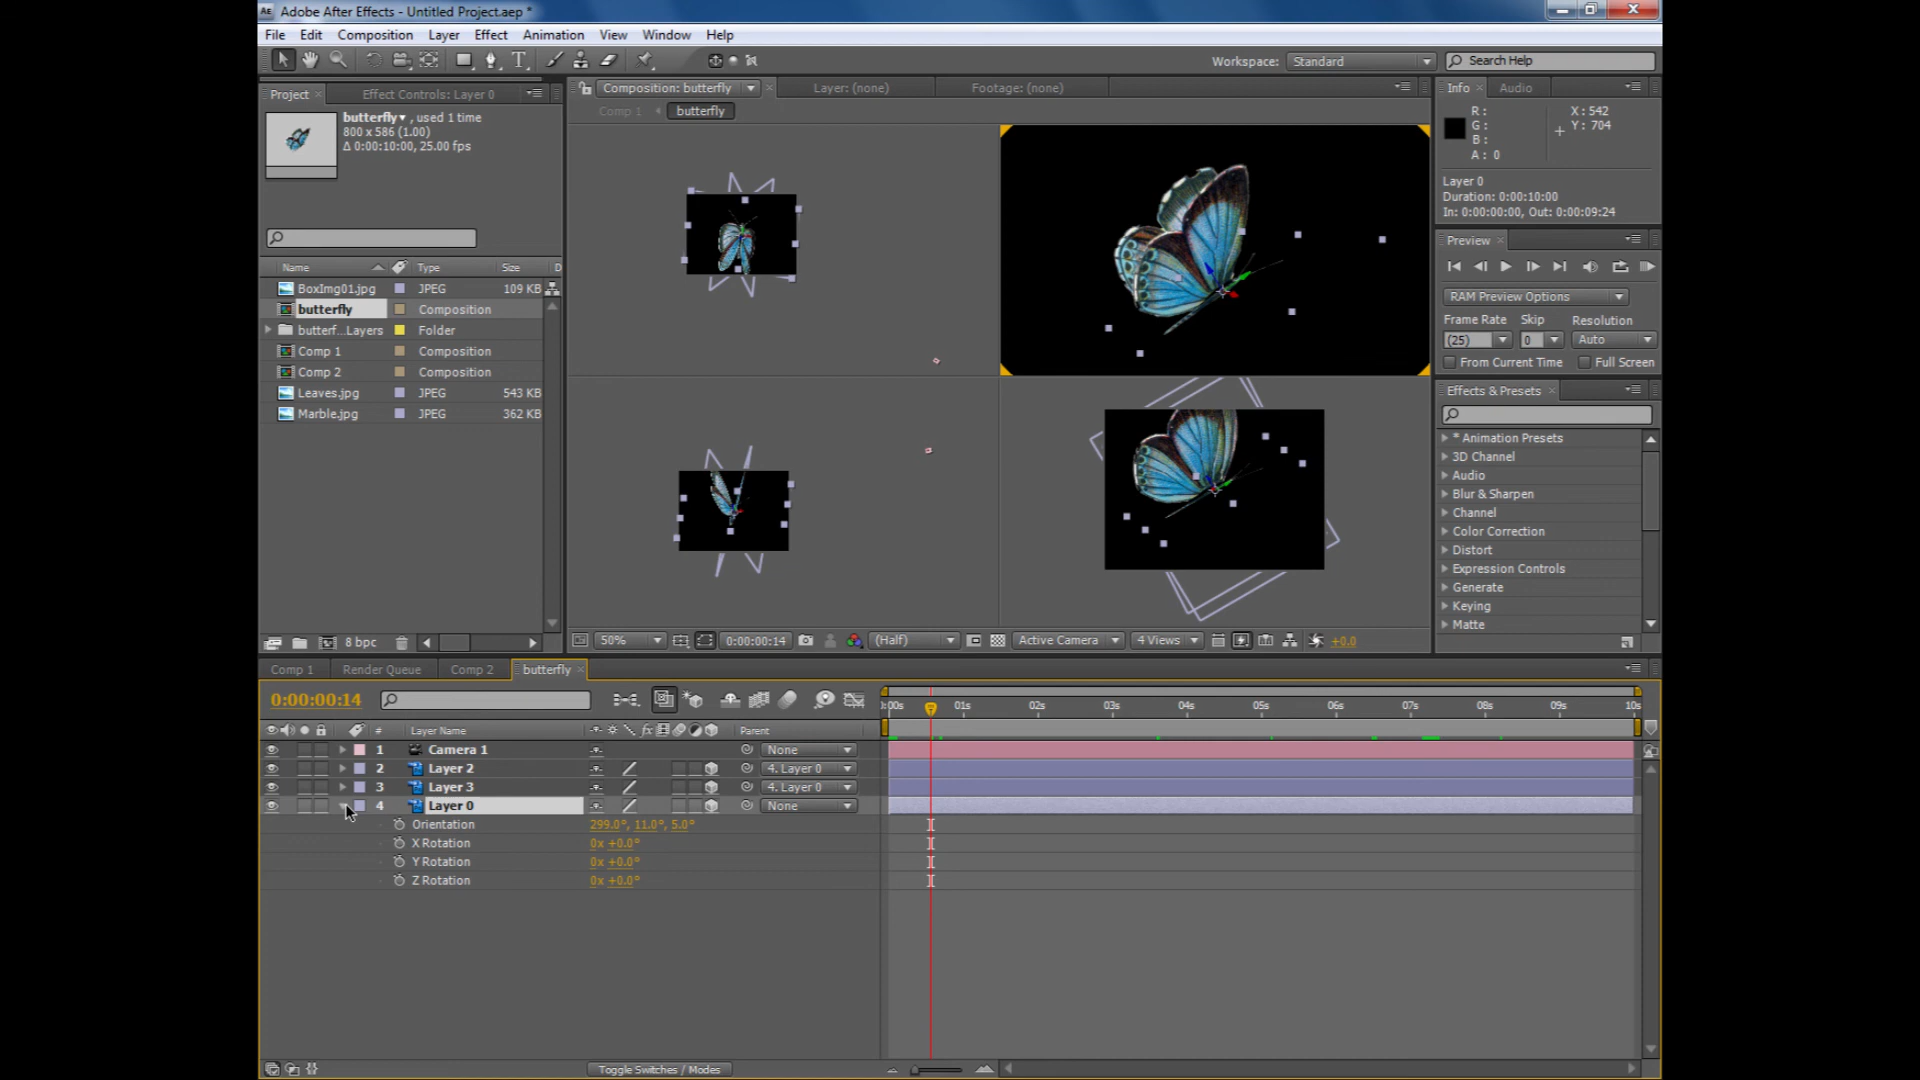 Adobe After Effects - Untitled Project.aep *
File Edit Composition Layer Effect Animation View Window Help
Workspace: Standard Search Help
Project Effect Controls: Layer 0
Composition: butterfly Layer: (none) Footage: (none)
Info Audio
Comp 1 butterfly
butterfly▾, used 1 time
800 x 586 (1.00)
Δ 0:00:10:00, 25.00 fps
R: X: 542
G: Y: 704
B:
A: 0
Layer 0
Duration: 0:00:10:00
In: 0:00:00:00, Out: 0:00:09:24
Preview
RAM Preview Options
Frame Rate Skip Resolution
(25) 0 Auto
From Current Time Full Screen
Name Type Size D
BoxImg01.jpg JPEG 109 KB
butterfly Composition
butterf...Layers Folder
Comp 1 Composition
Comp 2 Composition
Leaves.jpg JPEG 543 KB
Marble.jpg JPEG 362 KB
Effects & Presets
* Animation Presets
3D Channel
Audio
Blur & Sharpen
Channel
Color Correction
Distort
Expression Controls
Generate
Keying
Matte
8 bpc
50% 0:00:00:14 (Half) Active Camera 4 Views +0.0
Comp 1 Render Queue Comp 2 butterfly
0:00:00:14
:00s 01s 02s 03s 04s 05s 06s 07s 08s 09s 10s
# Layer Name fx Parent
1 Camera 1 None
2 Layer 2 4. Layer 0
3 Layer 3 4. Layer 0
4 Layer 0 None
Orientation 299.0°, 11.0°, 5.0°
X Rotation 0x +0.0°
Y Rotation 0x +0.0°
Z Rotation 0x +0.0°
Toggle Switches / Modes